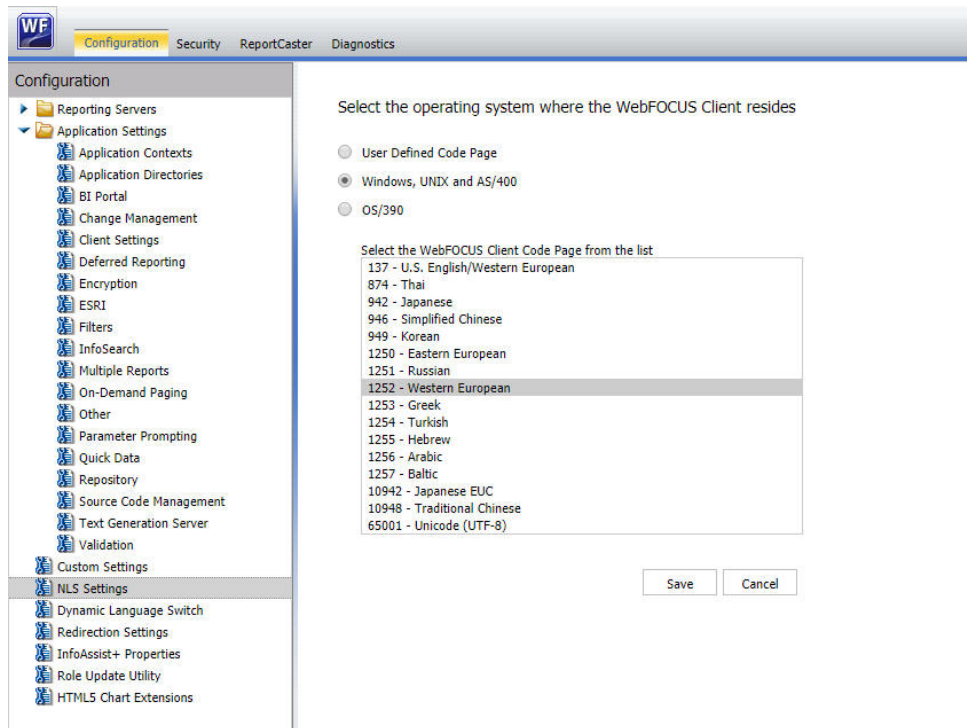 WF
Configuration Security ReportCaster Diagnostics
Configuration
Reporting Servers
Application Settings
Application Contexts
Application Directories
BI Portal
Change Management
Client Settings
Deferred Reporting
Encryption
ESRI
Filters
InfoSearch
Multiple Reports
On-Demand Paging
Other
Parameter Prompting
Quick Data
Repository
Source Code Management
Text Generation Server
Validation
Custom Settings
NLS Settings
Dynamic Language Switch
Redirection Settings
InfoAssist+ Properties
Role Update Utility
HTML5 Chart Extensions
Select the operating system where the WebFOCUS Client resides
User Defined Code Page
Windows, UNIX and AS/400
OS/390
Select the WebFOCUS Client Code Page from the list
137 - U.S. English/Western European
874 - Thai
942 - Japanese
946 - Simplified Chinese
949 - Korean
1250 - Eastern European
1251 - Russian
1252 - Western European
1253 - Greek
1254 - Turkish
1255 - Hebrew
1256 - Arabic
1257 - Baltic
10942 - Japanese EUC
10948 - Traditional Chinese
65001 - Unicode (UTF-8)
Save Cancel